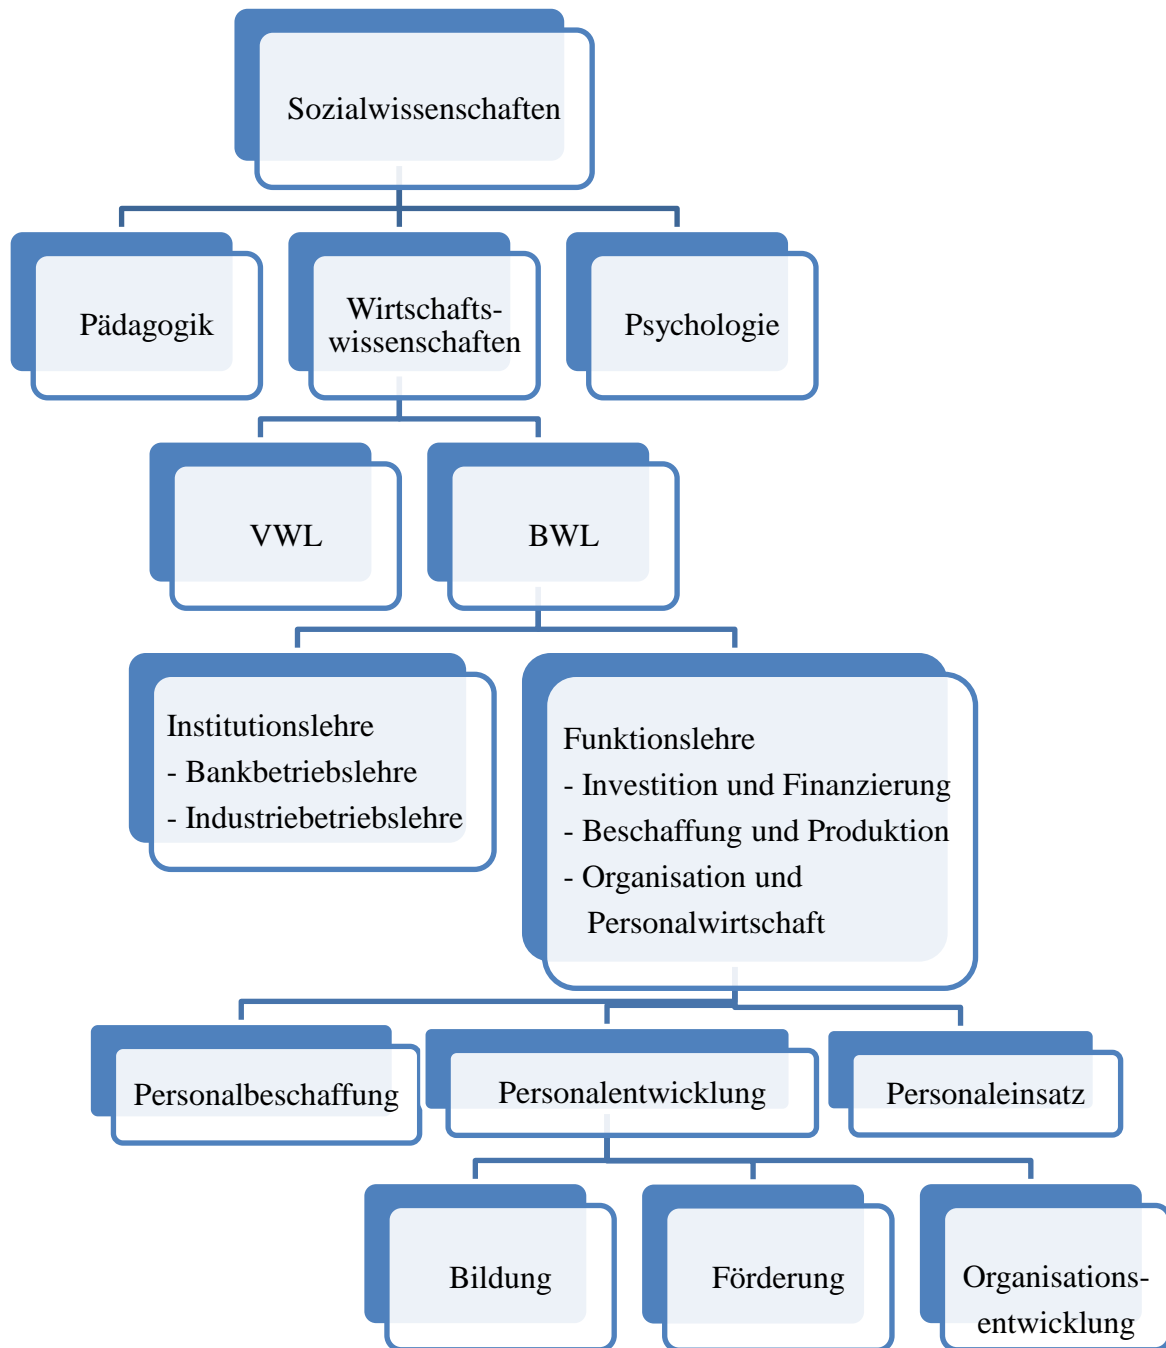 Sozialwissenschaften
Pädagogik
Wirtschafts-
wissenschaften
Psychologie
VWL
BWL
Institutionslehre
- Bankbetriebslehre
- Industriebetriebslehre
Funktionslehre
- Investition und Finanzierung
- Beschaffung und Produktion
- Organisation und
Personalwirtschaft
Personalbeschaffung
Personalentwicklung
Personaleinsatz
Bildung
Förderung
Organisations-
entwicklung